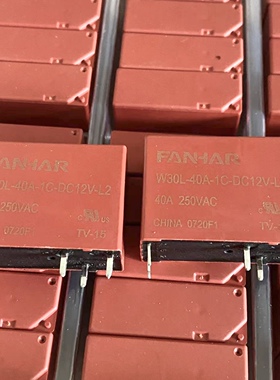 FANHAR
0L-40A-1C-DC12V-L2
250VAC
0720F1
TV-15
FANHAR
W30L-40A-1C-DC12V-L
40A 250VAC
CHINA 0720F1
TV-